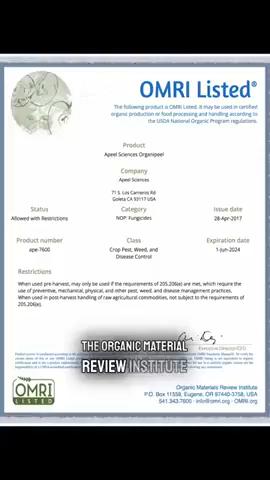 OMRI Listed®
The following product is OMRI Listed. It may be used in certified
organic production or food processing and handling according to
the USDA National Organic Program regulations.
Product
Apeel Sciences Organipeel
Company
Apeel Sciences
71 S. Los Carneros Rd
Goleta CA 93117 USA
Status
Allowed with Restrictions
Category
NOP: Fungicides
Issue date
28-Apr-2017
Product number
ape-7600
Class
Crop Pest, Weed, and
Disease Control
Expiration date
1-Jun-2024
Restrictions
When used pre-harvest, may only be used if the requirements of 205.206(e) are met, which require the
use of preventive, mechanical, physical, and other pest, weed, and disease management practices.
When used in post-harvest handling of raw agricultural commodities, not subject to the requirements of
205.206(e).
THE ORGANIC MATERIAL
REVIEW INSTITUTE
Executive Director/CEO
OMRI
LISTED
Organic Materials Review Institute
P.O. Box 11558, Eugene, OR 97440-3758, USA
541.343.7600 · info@omri.org · OMRI.org